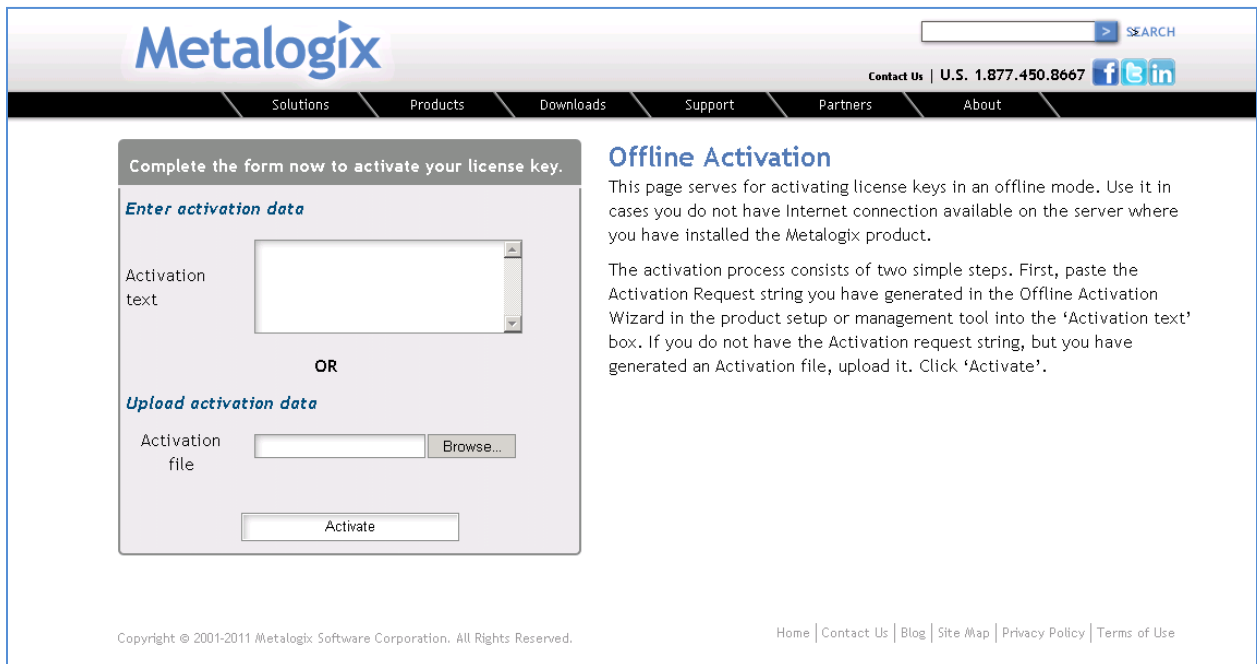 Metalogix
> SEARCH
Contact Us | U.S. 1.877.450.8667
Solutions Products Downloads Support Partners About
Complete the form now to activate your license key.
Enter activation data
Activation
text
OR
Upload activation data
Activation
file
Browse...
Activate
Offline Activation
This page serves for activating license keys in an offline mode. Use it in
cases you do not have Internet connection available on the server where
you have installed the Metalogix product.
The activation process consists of two simple steps. First, paste the
Activation Request string you have generated in the Offline Activation
Wizard in the product setup or management tool into the ‘Activation text’
box. If you do not have the Activation request string, but you have
generated an Activation file, upload it. Click ‘Activate’.
Copyright © 2001-2011 Metalogix Software Corporation. All Rights Reserved.
Home | Contact Us | Blog | Site Map | Privacy Policy | Terms of Use